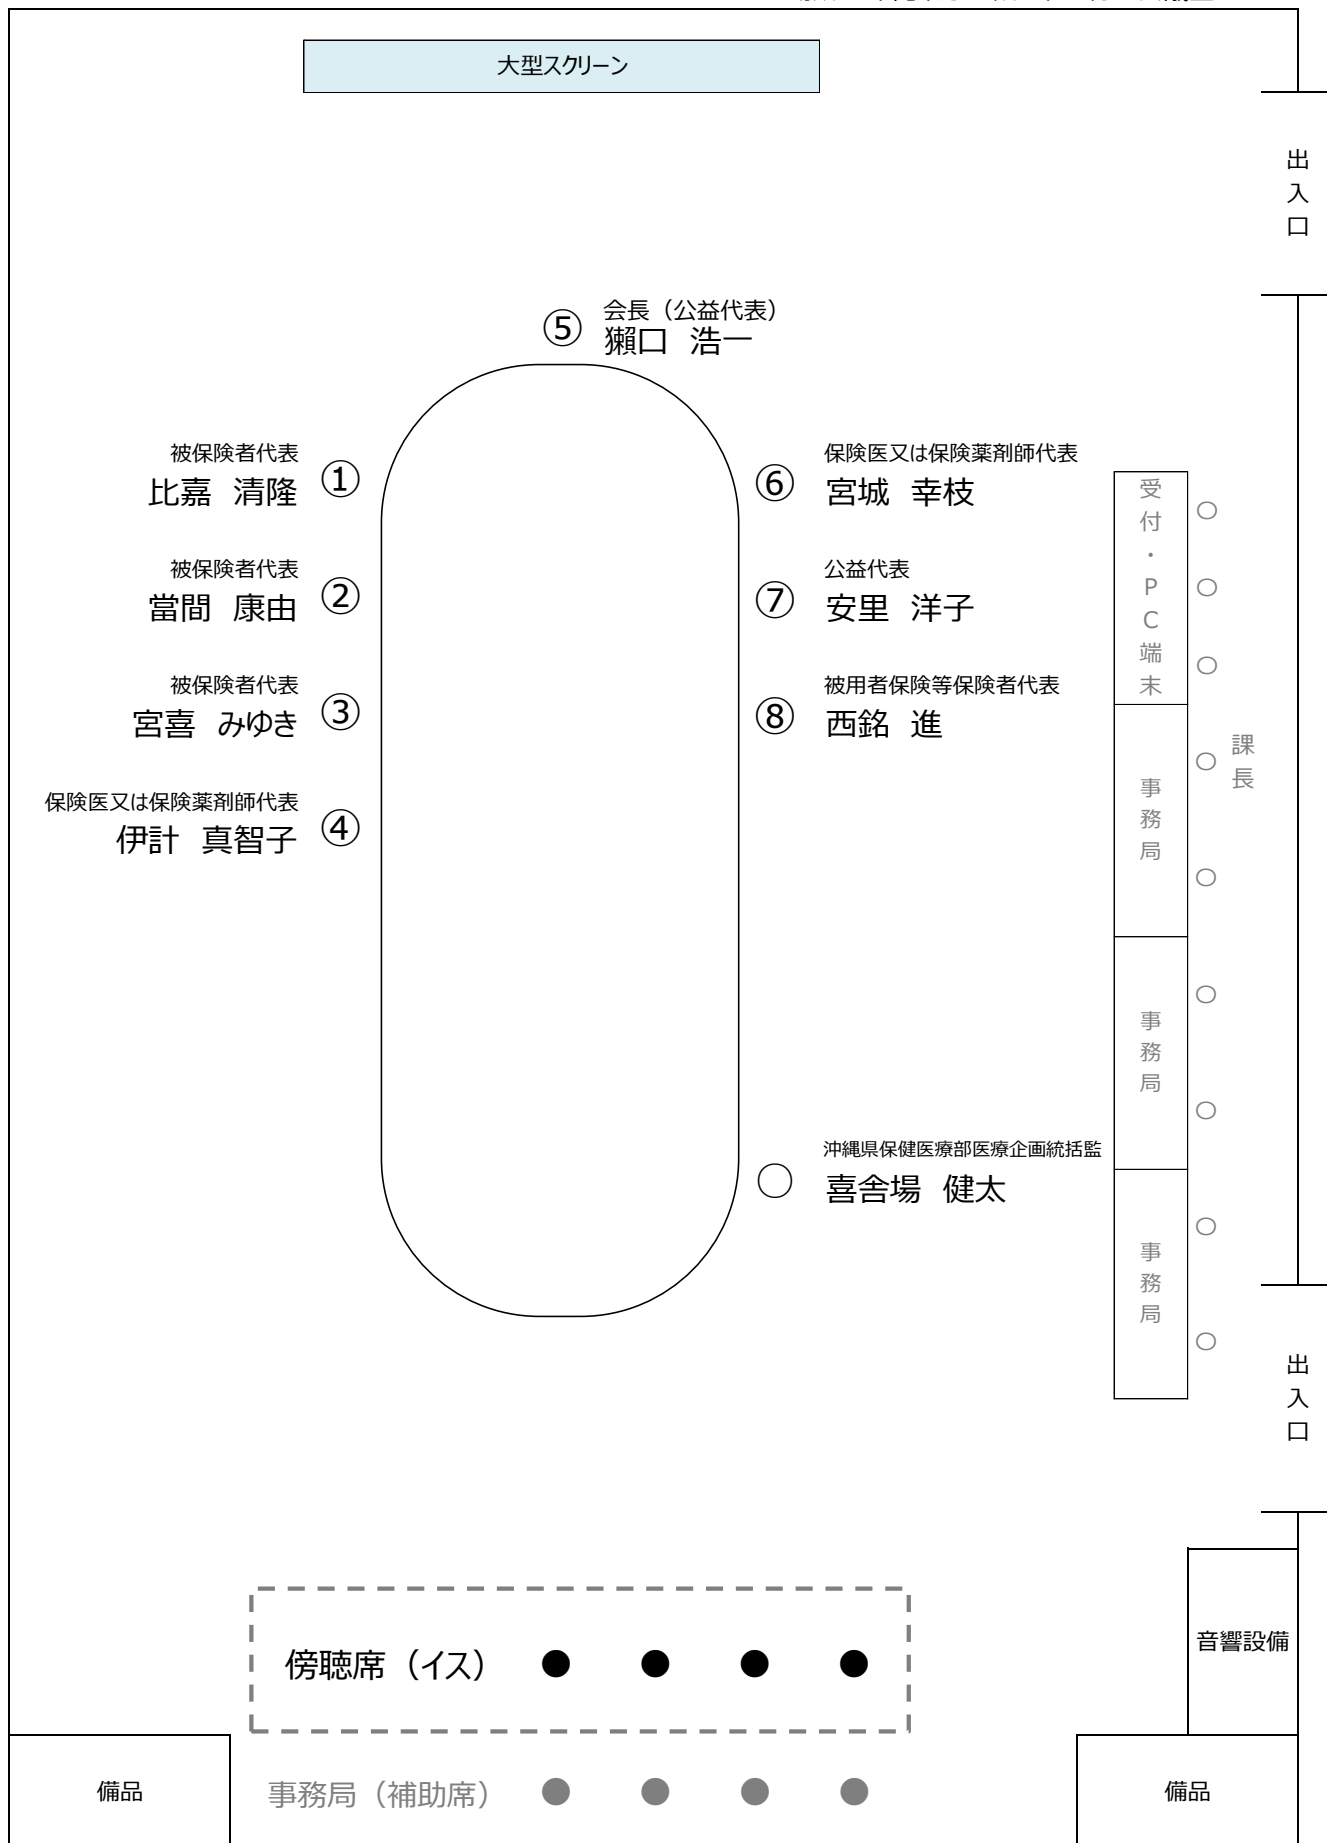 大型スクリーン
出入口
会長（公益代表）
⑤ 獺口 浩一
被保険者代表
比嘉 清隆 ①
被保険者代表
當間 康由 ②
被保険者代表
宮喜 みゆき ③
保険医又は保険薬剤師代表
伊計 真智子 ④
保険医又は保険薬剤師代表
⑥ 宮城 幸枝
公益代表
⑦ 安里 洋子
被用者保険等保険者代表
⑧ 西銘 進
沖縄県保健医療部医療企画統括監
喜舎場 健太
受付・PC端末
事務局
課長
事務局
事務局
出入口
音響設備
傍聴席（イス）
備品
事務局（補助席）
備品